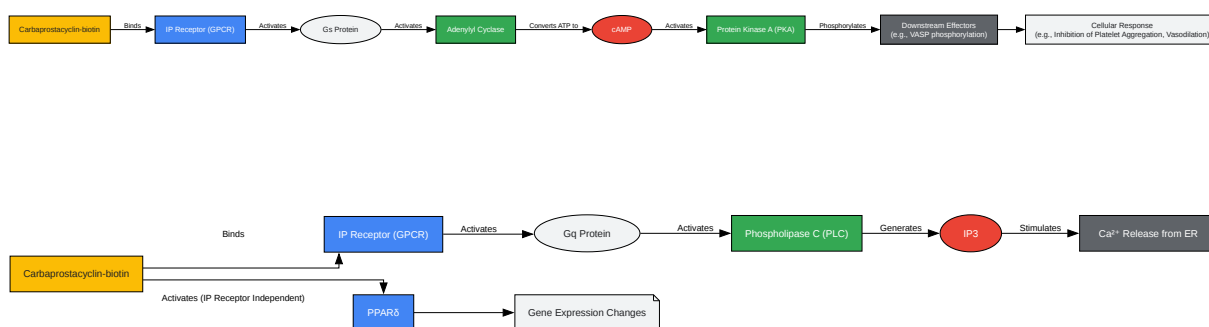 Binds
Activates
Activates
Converts ATP to
Activates
Phosphorylates
Carbaprostacyclin-biotin
IP Receptor (GPCR)
Gs Protein
Adenylyl Cyclase
cAMP
Protein Kinase A (PKA)
Downstream Effectors
(e.g., VASP phosphorylation)
Cellular Response
(e.g., Inhibition of Platelet Aggregation, Vasodilation)
Binds
IP Receptor (GPCR)
Activates
Gq Protein
Activates
Phospholipase C (PLC)
Generates
IP3
Stimulates
Ca²⁺ Release from ER
Carbaprostacyclin-biotin
Activates (IP Receptor Independent)
PPARδ
Gene Expression Changes